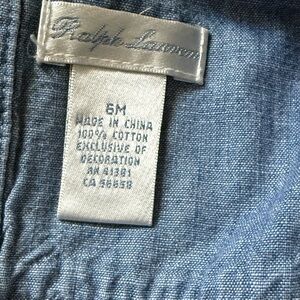 Ralph Lauren
6M
MADE IN CHINA
100% COTTON
EXCLUSIVE OF
DECORATION
RN 41381
CA 56658